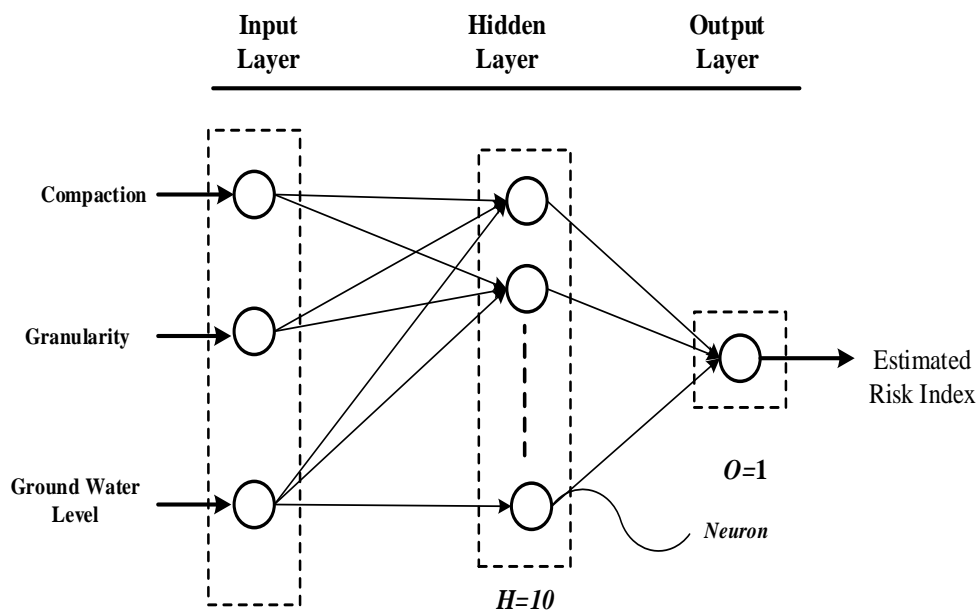 Input
Layer
Hidden
Layer
Output
Layer
Compaction
Granularity
Ground Water
Level
Estimated
Risk Index
O=1
Neuron
H=10